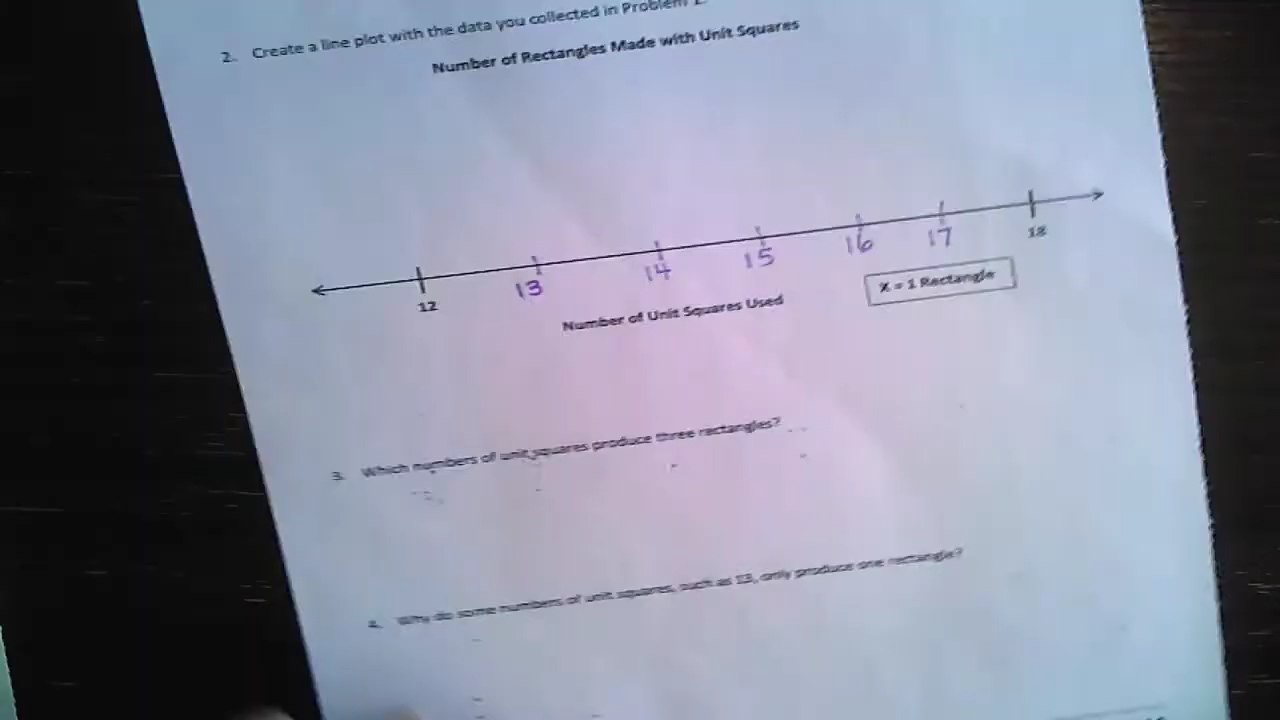 2. Create a line plot with the data you collected in Problem 1.
Number of Rectangles Made with Unit Squares
12 13 14 15 16 17 18
Number of Unit Squares Used
X = 1 Rectangle
3. Which numbers of unit squares produce three rectangles?
4. Why do some numbers of unit squares, such as 13, only produce one rectangle?